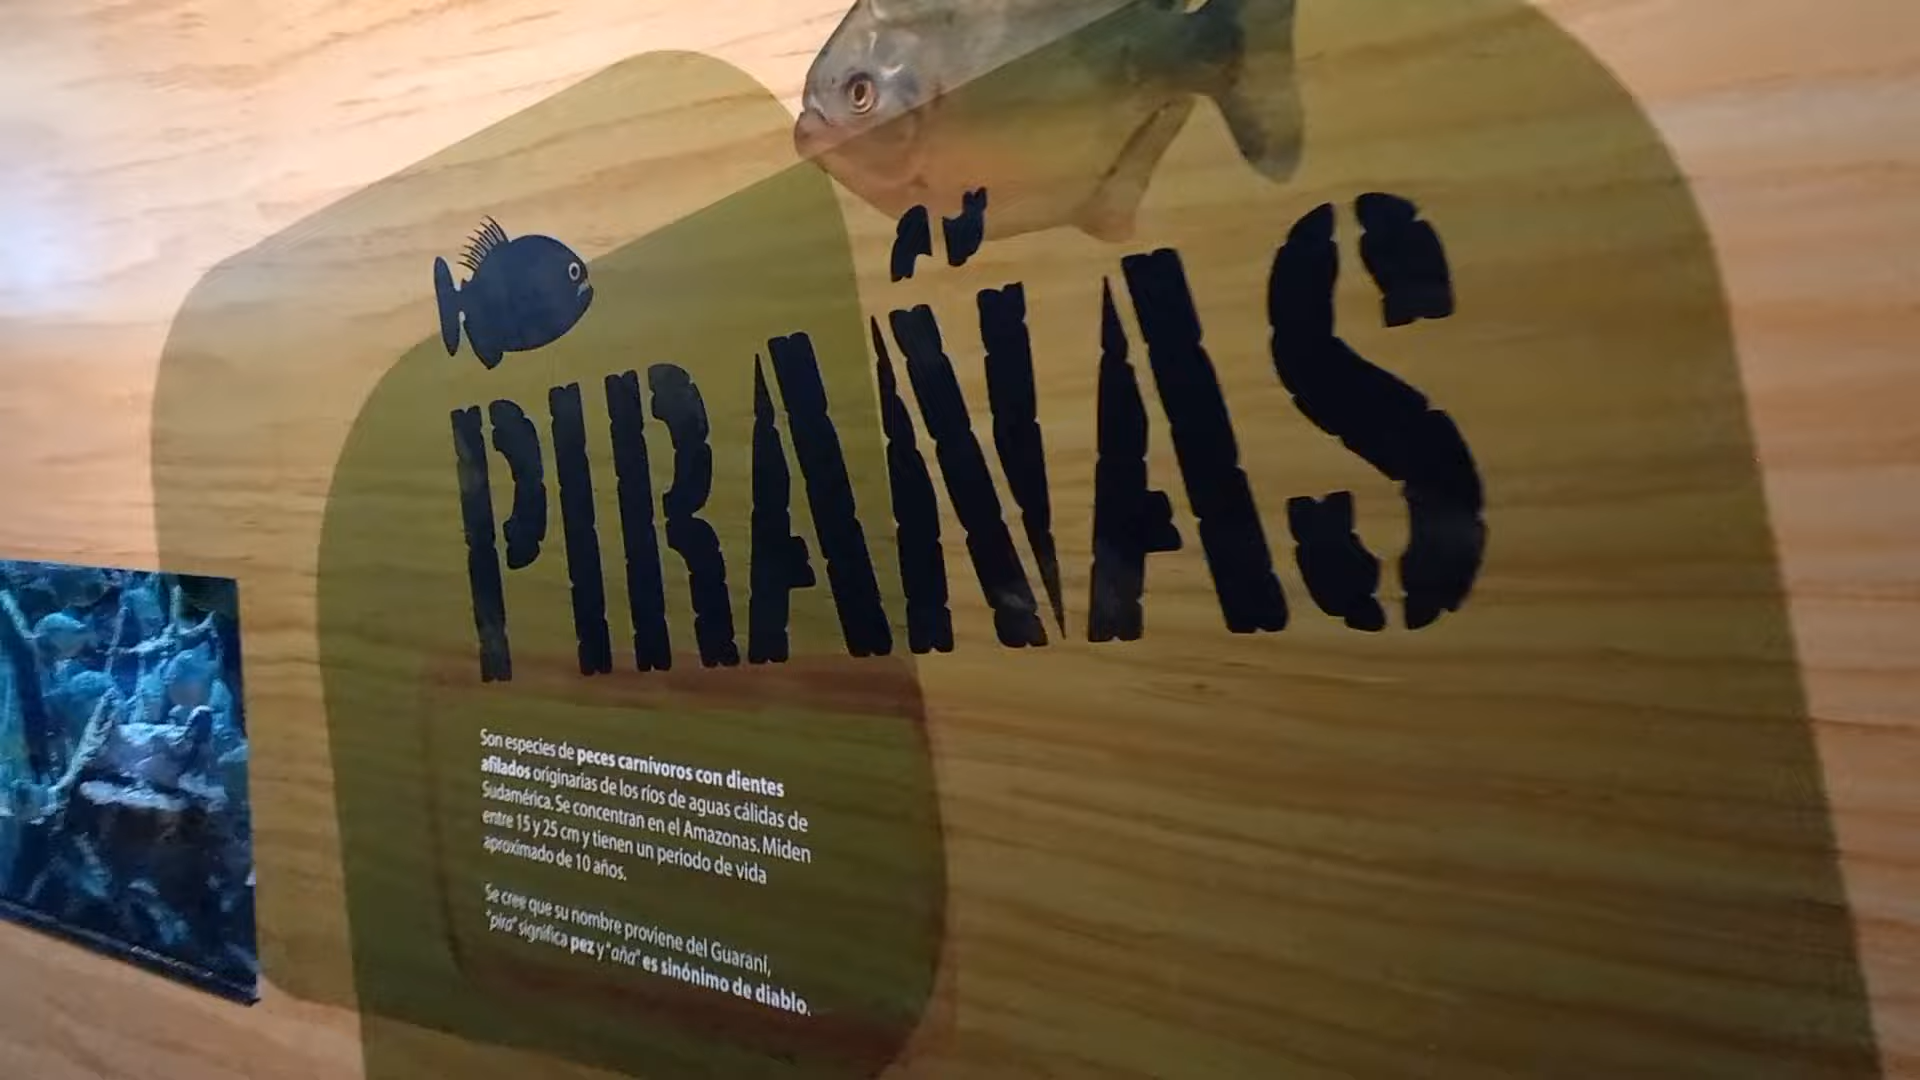 PIRAÑAS
Son especies de peces carnívoros con dientes
afilados originarias de los ríos de aguas cálidas de
Sudamérica. Se concentran en el Amazonas. Miden
entre 15 y 25 cm y tienen un periodo de vida
aproximado de 10 años.
Se cree que su nombre proviene del Guaraní,
"pira" significa pez y "aña" es sinónimo de diablo.